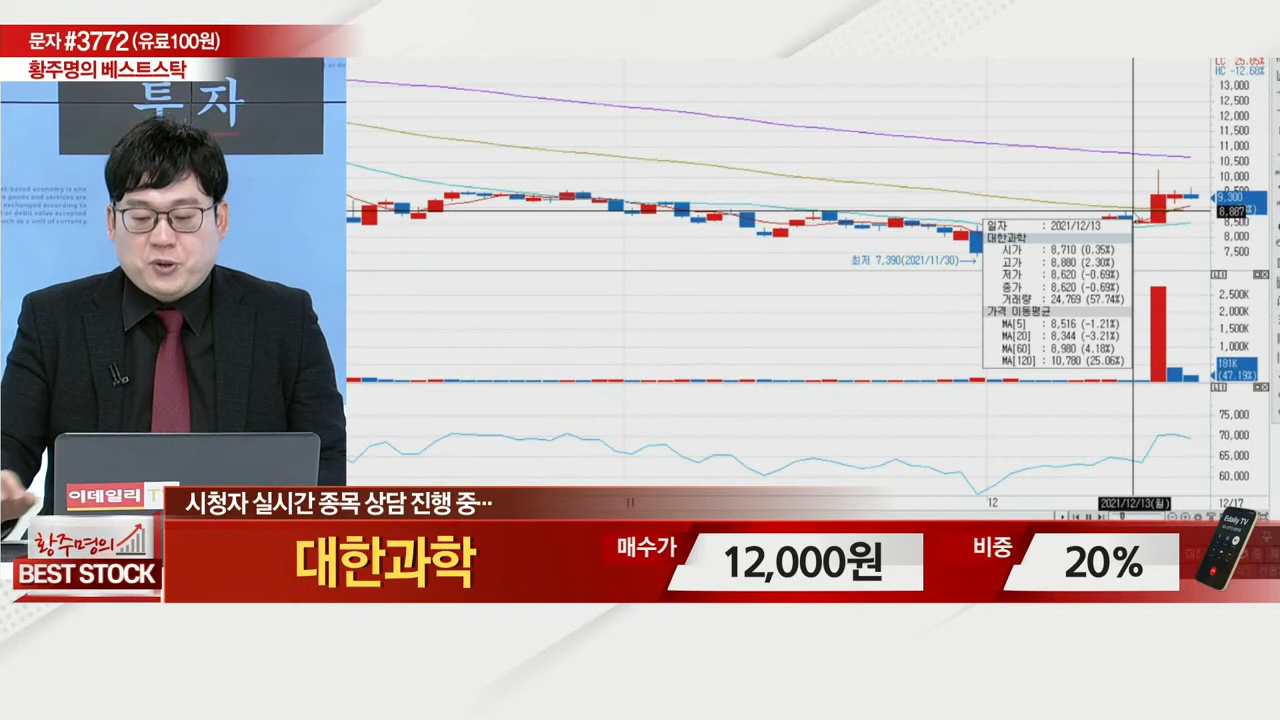 문자 #3772 (유료100원)
황주명의 베스트스탁
투자
LC 25.85%
HC -12.68%
13,000
12,500
12,000
11,500
11,000
10,500
10,000
9,500
9,300
8,887
8,500
8,000
7,500
최저 7,390(2021/11/30)→
일자 : 2021/12/13
대한과학
시가 : 8,710 (0.35%)
고가 : 8,880 (2.30%)
저가 : 8,620 (-0.69%)
종가 : 8,620 (-0.69%)
거래량 : 24,769 (57.74%)
가격 이동평균
MA[5] : 8,516 (-1.21%)
MA[20] : 8,344 (-3.21%)
MA[60] : 8,980 (4.18%)
MA[120] : 10,780 (25.06%)
2,500K
2,000K
1,500K
1,000K
181K
(47.19%)
75,000
70,000
65,000
60,000
11
12
2021/12/13(월)
12/17
이데일리 T
시청자 실시간 종목 상담 진행 중...
황주명의
BEST STOCK
대한과학
매수가
12,000원
비중
20%
Edaily TV